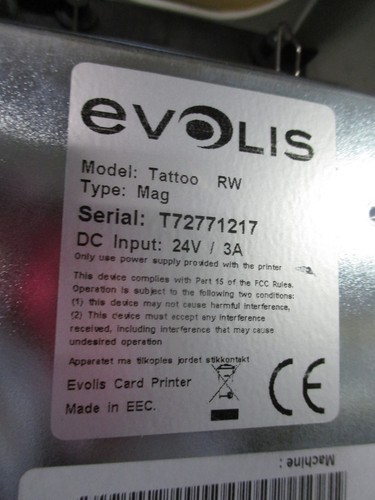 evolis
Model: Tattoo RW
Type: Mag
Serial: T72771217
DC Input: 24V / 3A
Only use power supply provided with the printer
This device complies with Part 15 of the FCC Rules.
Operation is subject to the following two conditions:
(1) this device may not cause harmful interference,
(2) This device must accept any interference
received, including interference that may cause
undesired operation
Apparatet ma tilkoples jordet stikkontakt
Evolis Card Printer
Made in EEC.
CE
Machine :